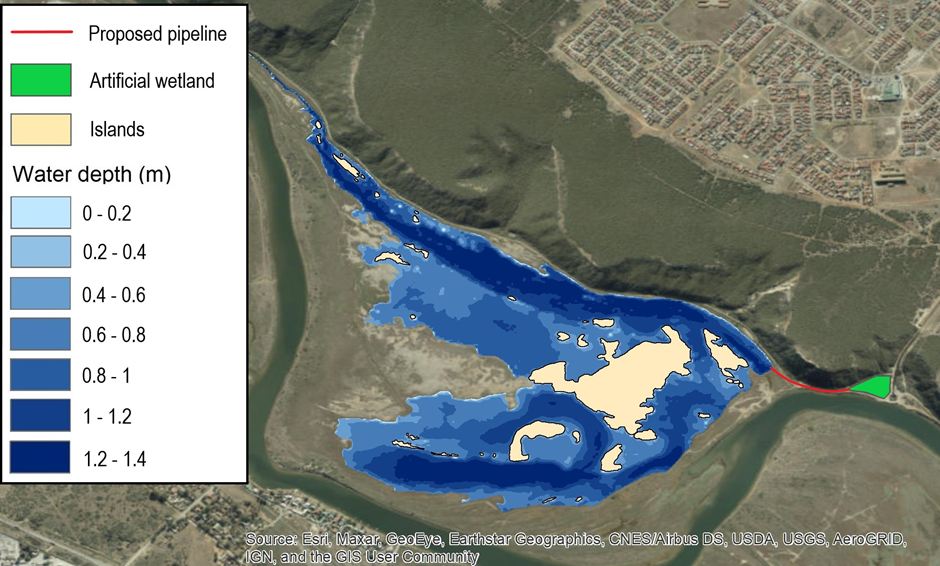 Proposed pipeline
Artificial wetland
Islands
Water depth (m)
0 - 0.2
0.2 - 0.4
0.4 - 0.6
0.6 - 0.8
0.8 - 1
1 - 1.2
1.2 - 1.4
Source: Esri, Maxar, GeoEye, Earthstar Geographics, CNES/Airbus DS, USDA, USGS, AeroGRID,
IGN, and the GIS User Community